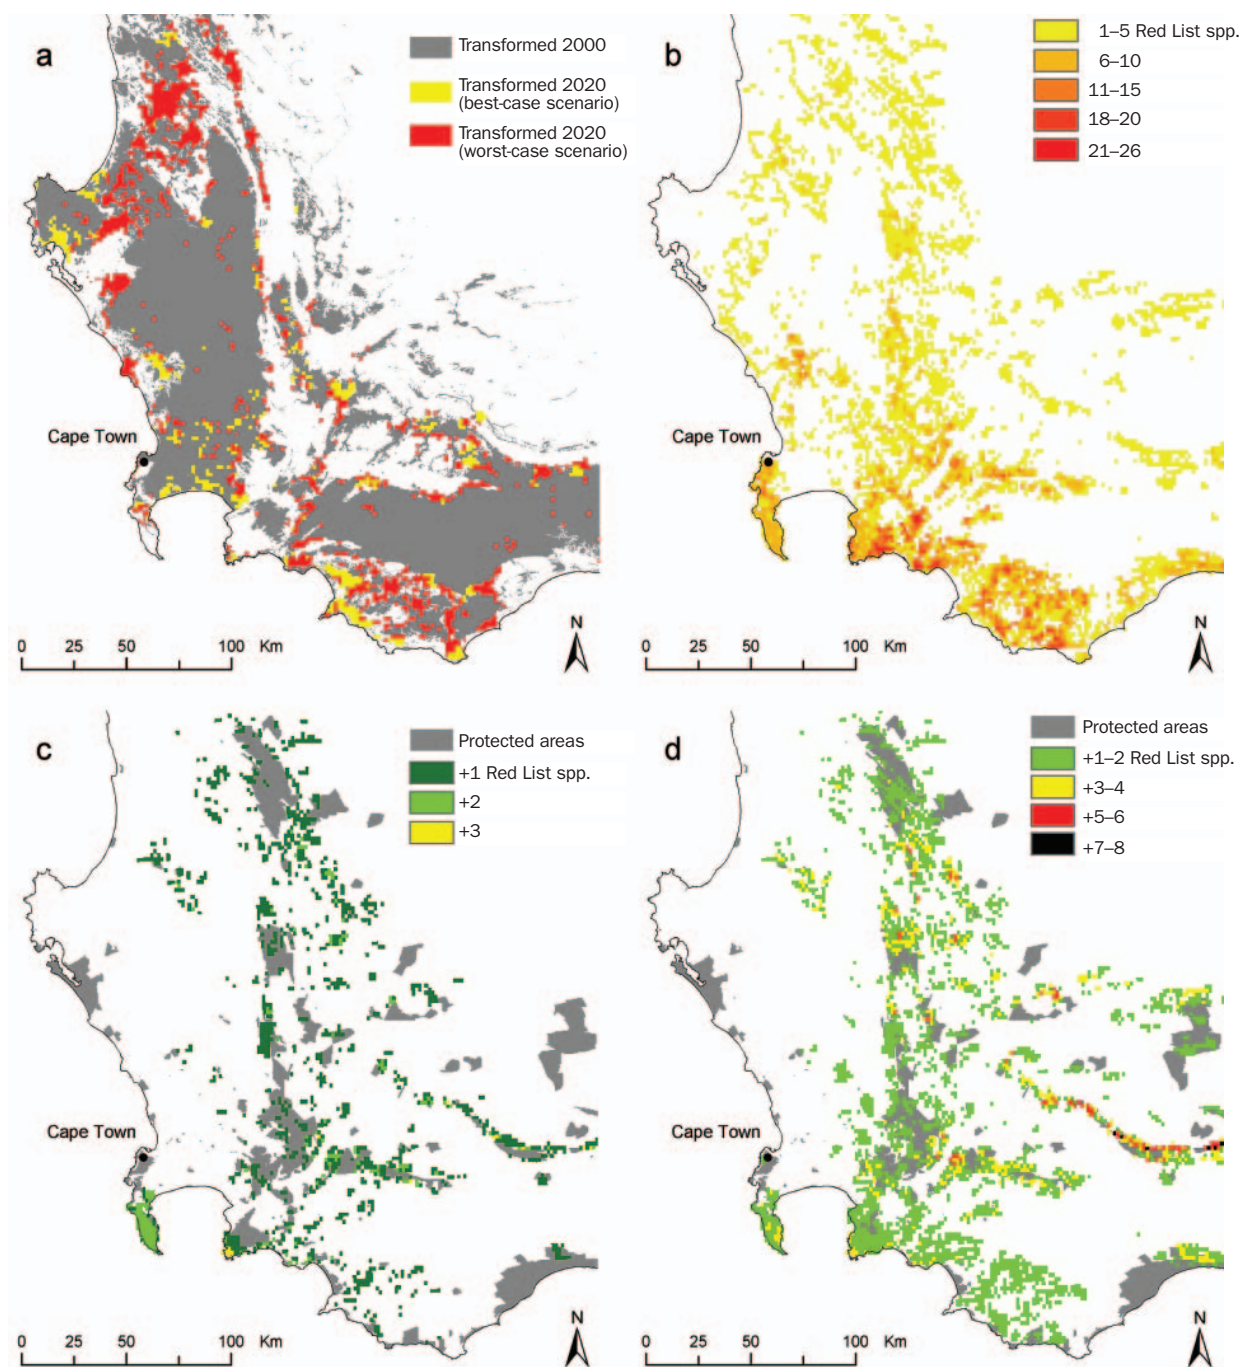 a
Transformed 2000
Transformed 2020
(best-case scenario)
Transformed 2020
(worst-case scenario)
Cape Town
0 50 50 100 Km
N
b
1–5 Red List spp.
6–10
11–15
18–20
21–26
Cape Town
0 25 50 100 Km
N
c
Protected areas
+1 Red List spp.
+2
+3
Cape Town
0 25 50 100 Km
N
d
Protected areas
+1–2 Red List spp.
+3–4
+5–6
+7–8
Cape Town
0 25 50 100 Km
N